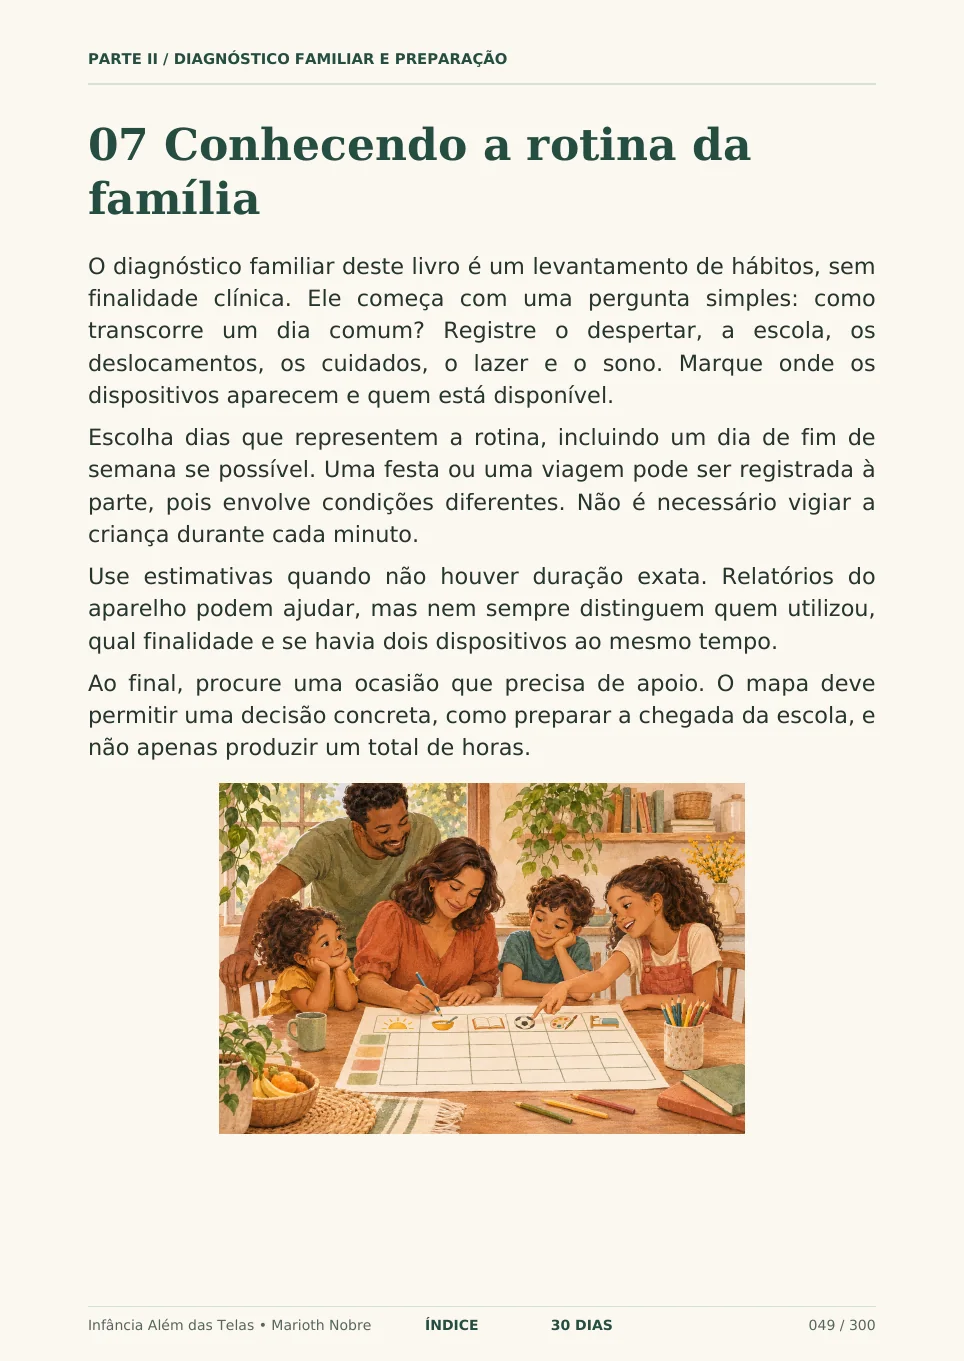 PARTE II / DIAGNÓSTICO FAMILIAR E PREPARAÇÃO
07 Conhecendo a rotina da
família
O diagnóstico familiar deste livro é um levantamento de hábitos, sem
finalidade clínica. Ele começa com uma pergunta simples: como
transcorre um dia comum? Registre o despertar, a escola, os
deslocamentos, os cuidados, o lazer e o sono. Marque onde os
dispositivos aparecem e quem está disponível.
Escolha dias que representem a rotina, incluindo um dia de fim de
semana se possível. Uma festa ou uma viagem pode ser registrada à
parte, pois envolve condições diferentes. Não é necessário vigiar a
criança durante cada minuto.
Use estimativas quando não houver duração exata. Relatórios do
aparelho podem ajudar, mas nem sempre distinguem quem utilizou,
qual finalidade e se havia dois dispositivos ao mesmo tempo.
Ao final, procure uma ocasião que precisa de apoio. O mapa deve
permitir uma decisão concreta, como preparar a chegada da escola, e
não apenas produzir um total de horas.
Infância Além das Telas • Marioth Nobre ÍNDICE 30 DIAS 049 / 300